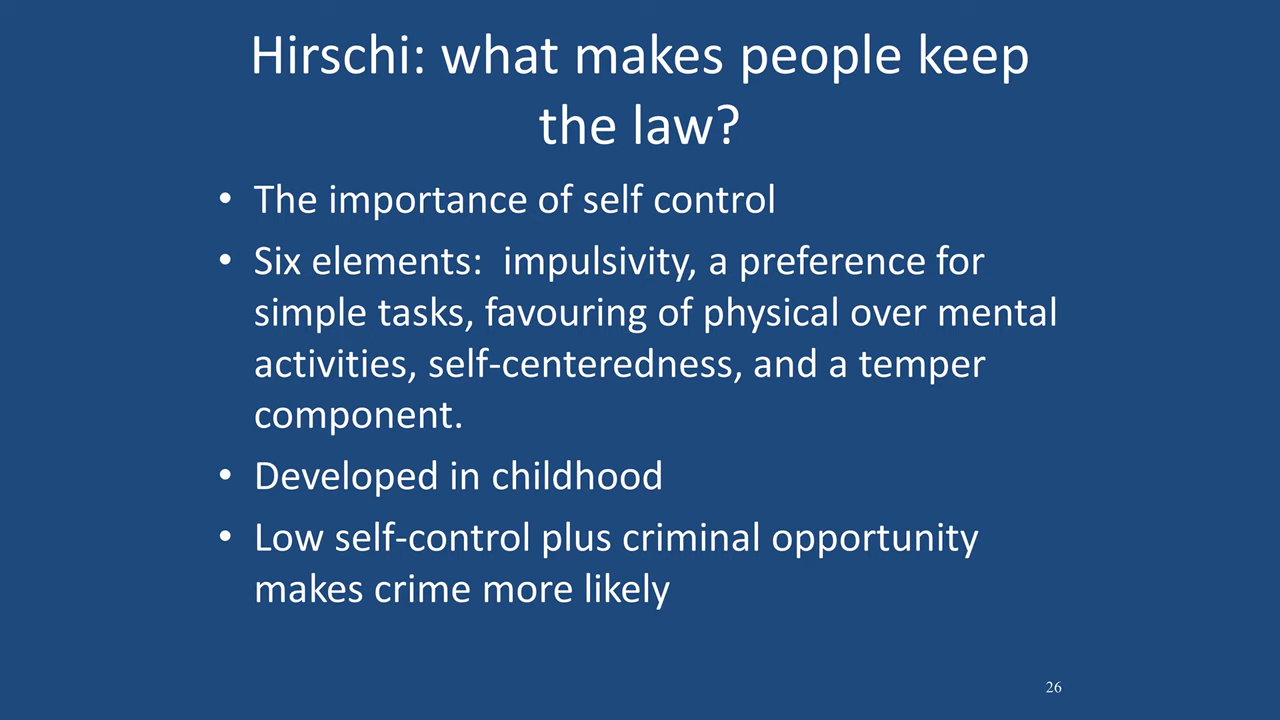 Hirschi: what makes people keep
the law?
• The importance of self control
• Six elements:  impulsivity, a preference for
simple tasks, favouring of physical over mental
activities, self-centeredness, and a temper
component.
• Developed in childhood
• Low self-control plus criminal opportunity
makes crime more likely
26